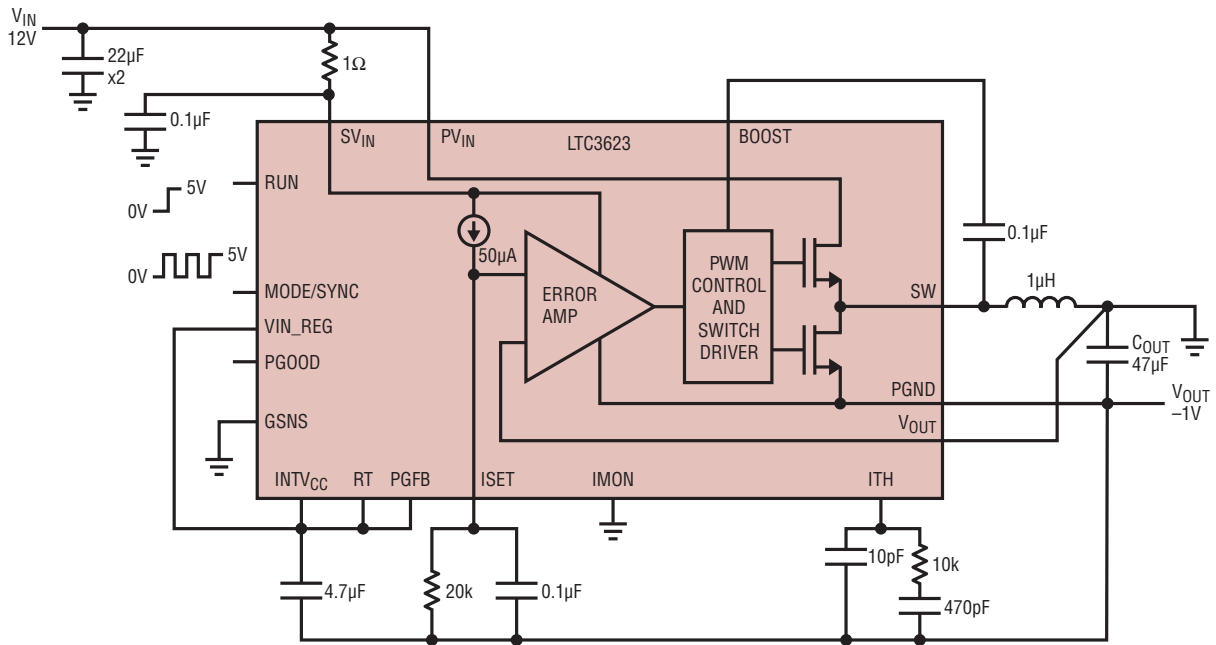 VIN
12V
22µF
x2
1Ω
0.1µF
SVIN
PVIN
LTC3623
BOOST
RUN
0V
5V
50µA
0V
5V
MODE/SYNC
VIN_REG
PGOOD
GSNS
ERROR
AMP
PWM
CONTROL
AND
SWITCH
DRIVER
0.1µF
SW
1µH
COUT
47µF
PGND
VOUT
VOUT
–1V
INTVCC
RT
PGFB
ISET
IMON
ITH
4.7µF
20k
0.1µF
10pF
10k
470pF